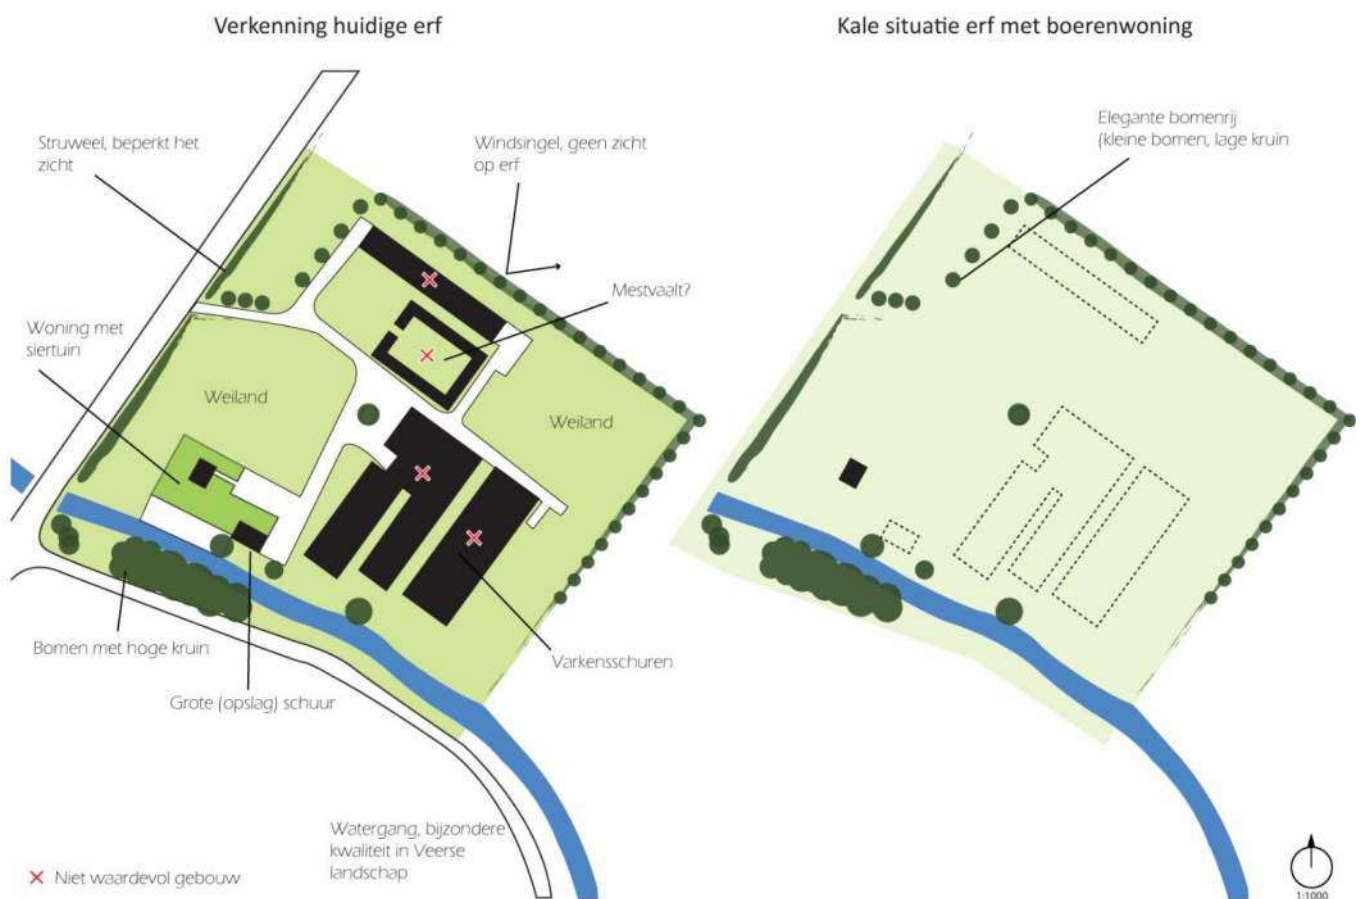 Verkenning huidige erf
Kale situatie erf met boerenwoning
Struweel, beperkt het
zicht
Windsingel, geen zicht
op erf
Elegante bomenrij
(kleine bomen, lage kruin
Mestvaalt?
Woning met
siertuin
Weiland
Weiland
Bomen met hoge kruin
Varkensschuren
Grote (opslag) schuur
Watergang, bijzondere
kwaliteit in Veerse
landschap
Niet waardevol gebouw
1:1000